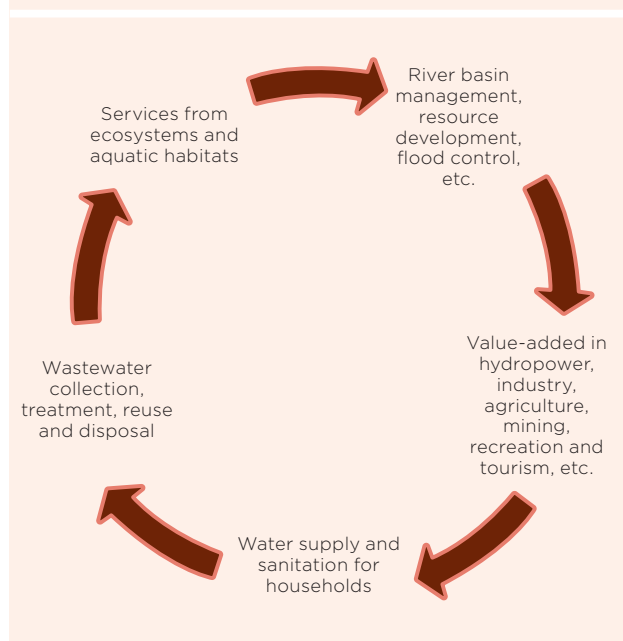 Services from
ecosystems and
aquatic habitats
River basin
management,
resource
development,
flood control,
etc.
Value-added in
hydropower,
industry,
agriculture,
mining,
recreation and
tourism, etc.
Water supply and
sanitation for
households
Wastewater
collection,
treatment, reuse
and disposal